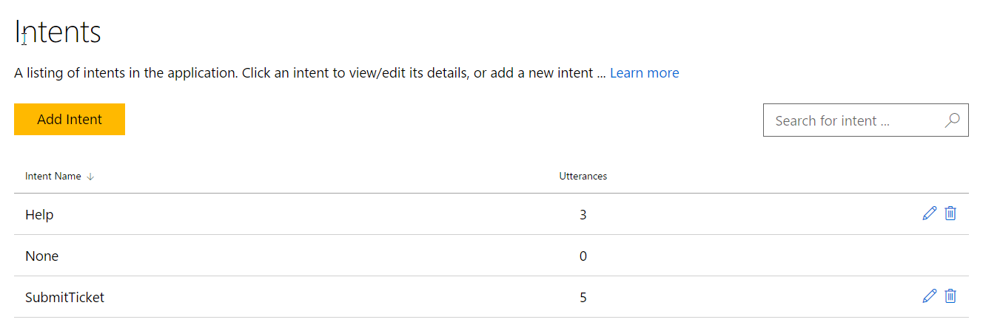 Intents
A listing of intents in the application. Click an intent to view/edit its details, or add a new intent ... Learn more
Add Intent
Search for intent ...
Intent Name ↓ Utterances
Help 3
None 0
SubmitTicket 5